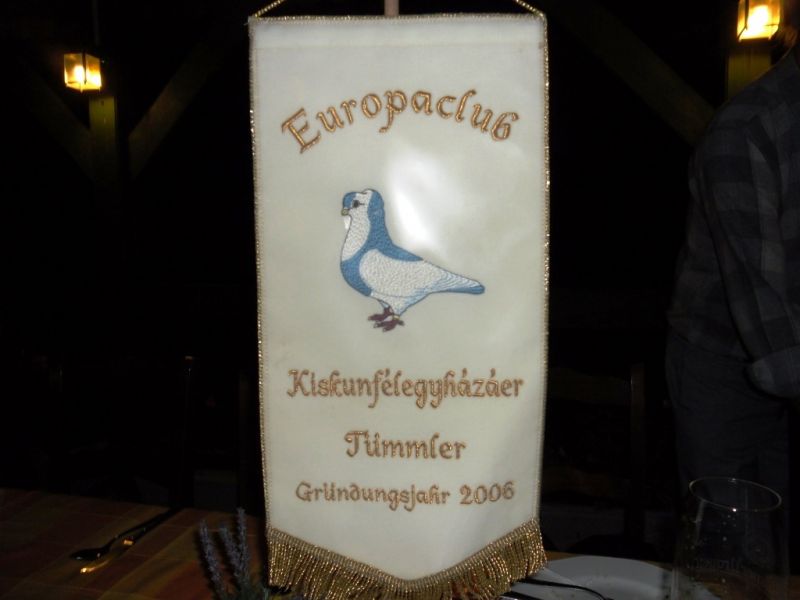 Europaclub
Kiskunfélegyházáer
Tümmler
Gründungsjahr 2006